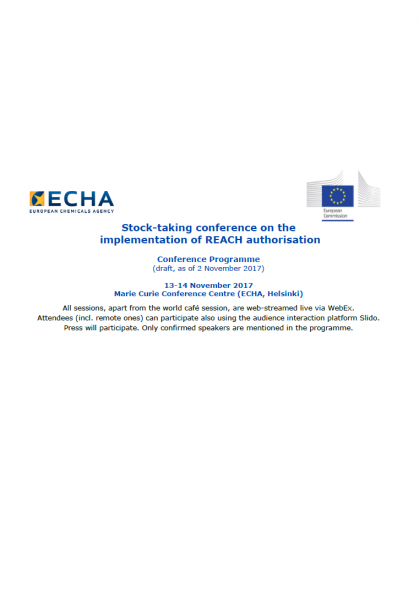 ECHA
EUROPEAN CHEMICALS AGENCY
European
Commission
Stock-taking conference on the
implementation of REACH authorisation
Conference Programme
(draft, as of 2 November 2017)
13-14 November 2017
Marie Curie Conference Centre (ECHA, Helsinki)
All sessions, apart from the world café session, are web-streamed live via WebEx.
Attendees (incl. remote ones) can participate also using the audience interaction platform Slido.
Press will participate. Only confirmed speakers are mentioned in the programme.